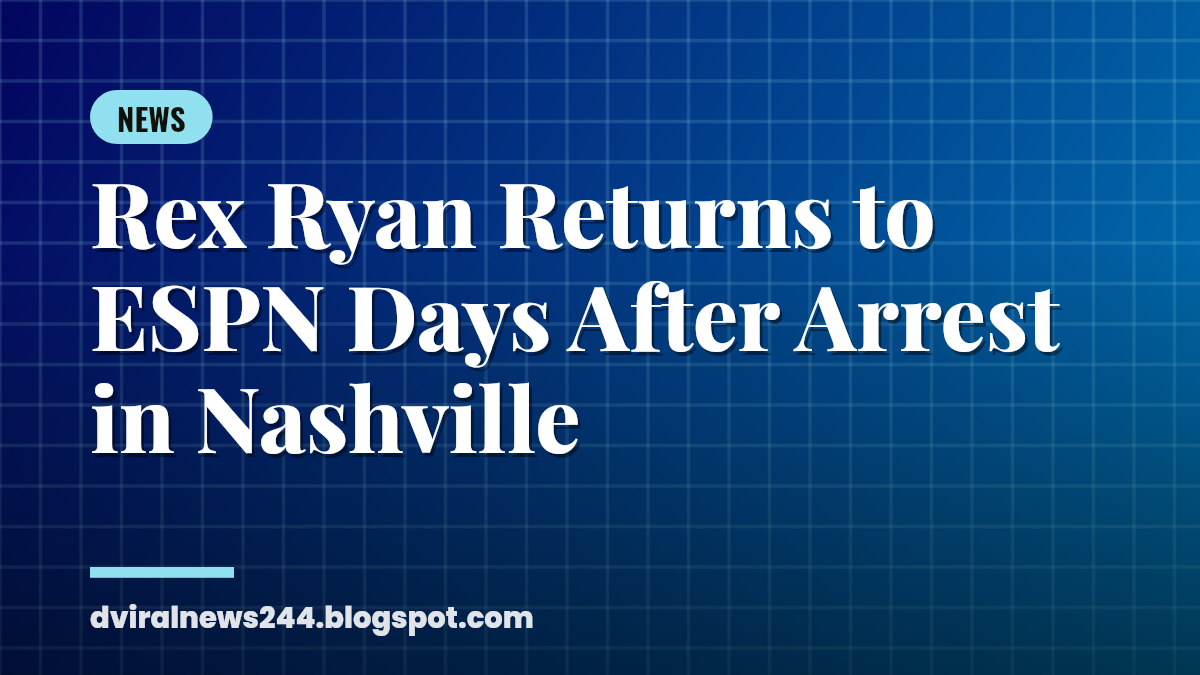 NEWS
Rex Ryan Returns to
ESPN Days After Arrest
in Nashville
dviralnews244.blogspot.com